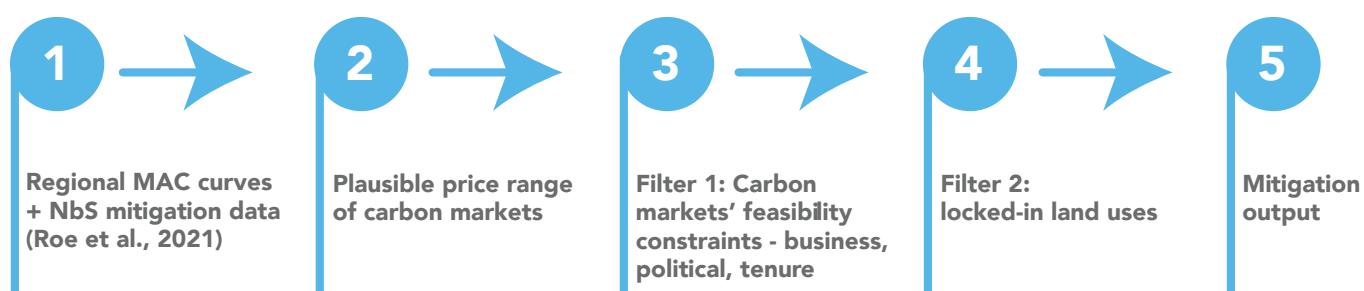 1
2
3
4
5
Regional MAC curves
+ NbS mitigation data
(Roe et al., 2021)
Plausible price range
of carbon markets
Filter 1: Carbon
markets’ feasibility
constraints - business,
political, tenure
Filter 2:
locked-in land uses
Mitigation
output